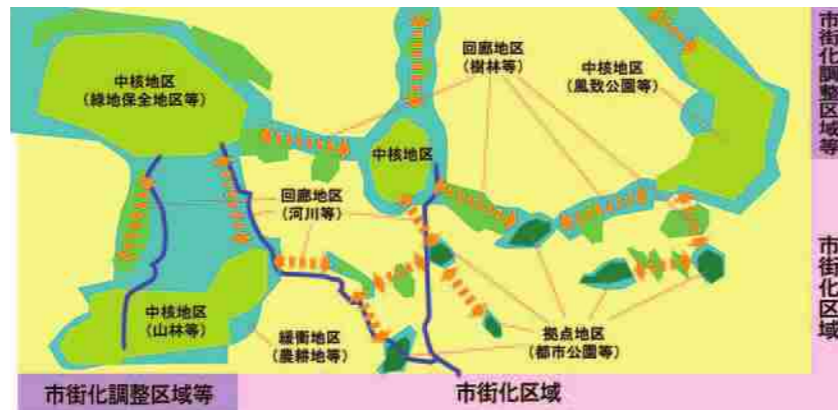 中核地区
(緑地保全地区等)
回廊地区
(樹林等)
中核地区
(風致公園等)
市街化調整区域等
中核地区
回廊地区
(河川等)
中核地区
(山林等)
緩衝地区
(農耕地等)
拠点地区
(都市公園等)
市街化区域
市街化調整区域等
市街化区域